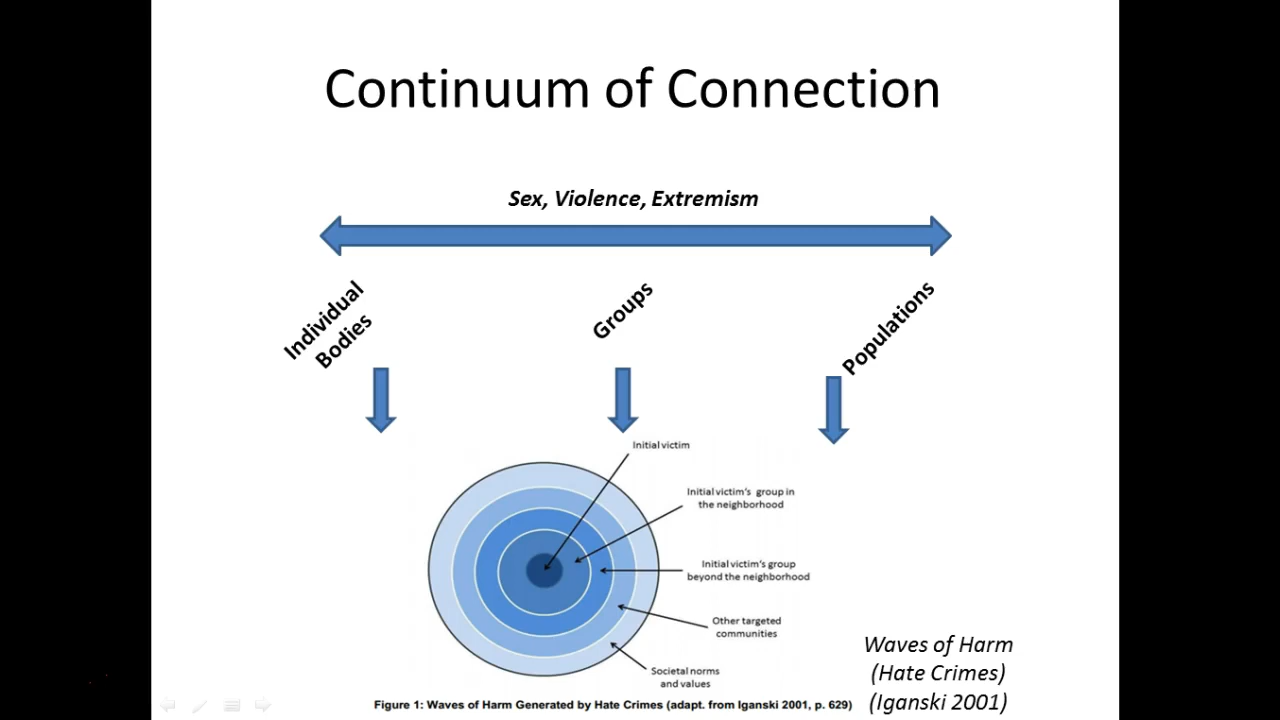 Continuum of Connection
Sex, Violence, Extremism
Individual
Bodies
Groups
Populations
Initial victim
Initial victim's group in
the neighborhood
Initial victim's group
beyond the neighborhood
Other targeted
communities
Societal norms
and values
Waves of Harm
(Hate Crimes)
(Iganski 2001)
Figure 1: Waves of Harm Generated by Hate Crimes (adapt. from Iganski 2001, p. 629)